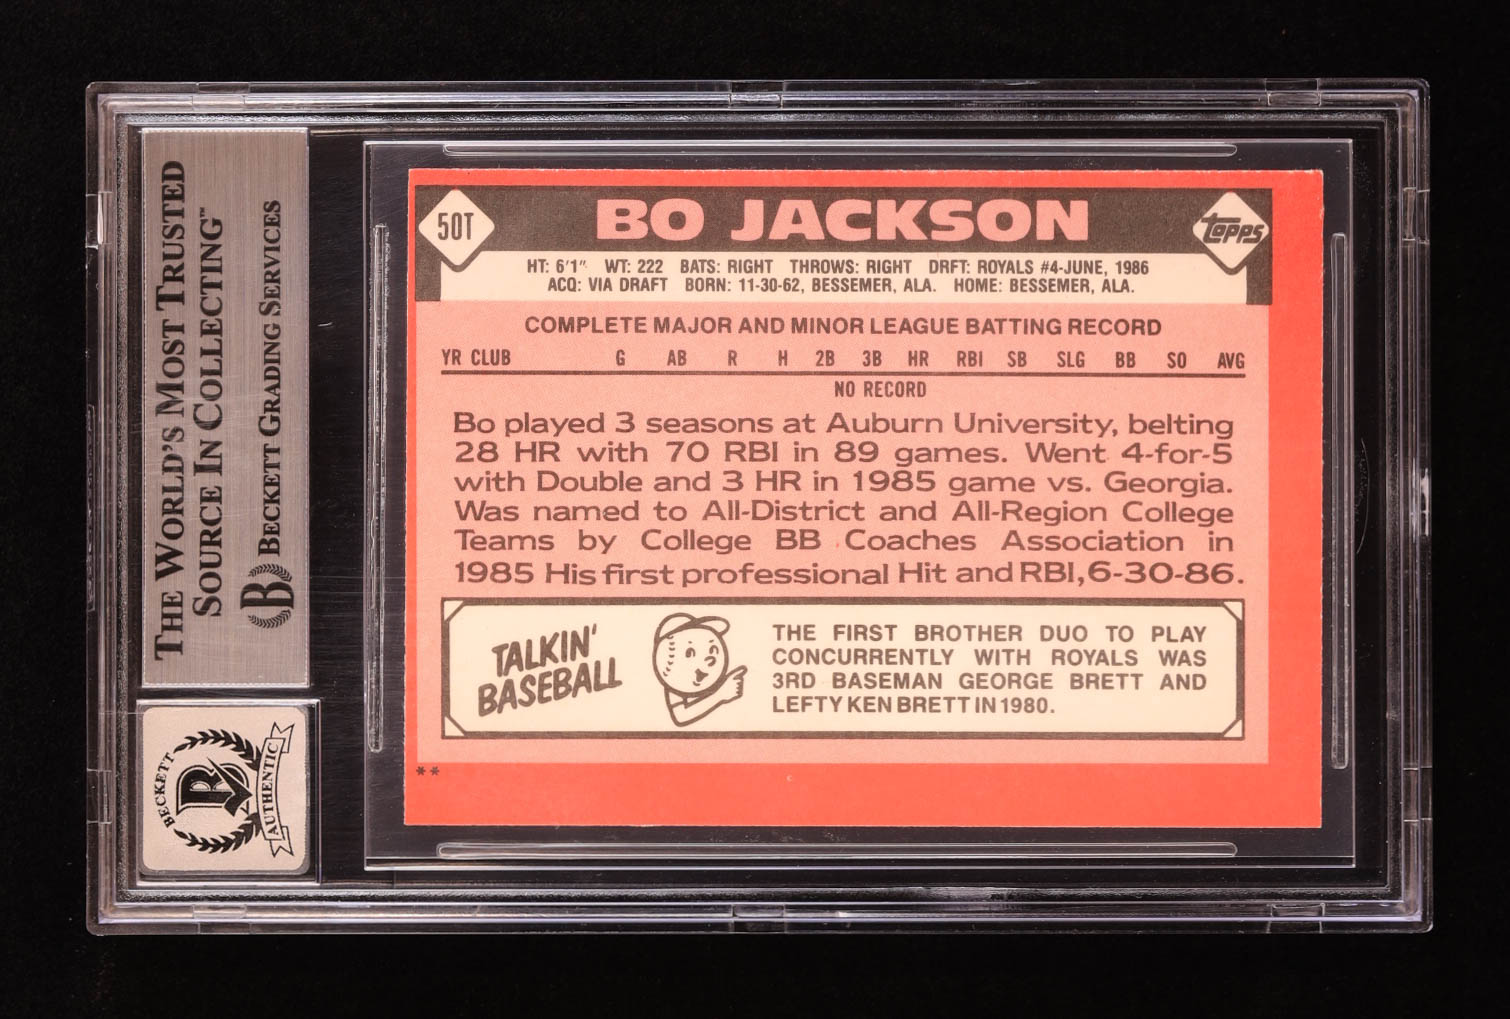 THE WORLD'S MOST TRUSTED
SOURCE IN COLLECTING™
B BECKETT GRADING SERVICES
BECKETT
B
AUTHENTIC
50T
BO JACKSON
topps
HT: 6'1" WT: 222 BATS: RIGHT THROWS: RIGHT DRFT: ROYALS #4-JUNE, 1986
ACQ: VIA DRAFT BORN: 11-30-62, BESSEMER, ALA. HOME: BESSEMER, ALA.
COMPLETE MAJOR AND MINOR LEAGUE BATTING RECORD
YR CLUB G AB R H 2B 3B HR RBI SB SLG BB SO AVG
NO RECORD
Bo played 3 seasons at Auburn University, belting
28 HR with 70 RBI in 89 games. Went 4-for-5
with Double and 3 HR in 1985 game vs. Georgia.
Was named to All-District and All-Region College
Teams by College BB Coaches Association in
1985 His first professional Hit and RBI, 6-30-86.
TALKIN'
BASEBALL
THE FIRST BROTHER DUO TO PLAY
CONCURRENTLY WITH ROYALS WAS
3RD BASEMAN GEORGE BRETT AND
LEFTY KEN BRETT IN 1980.
**